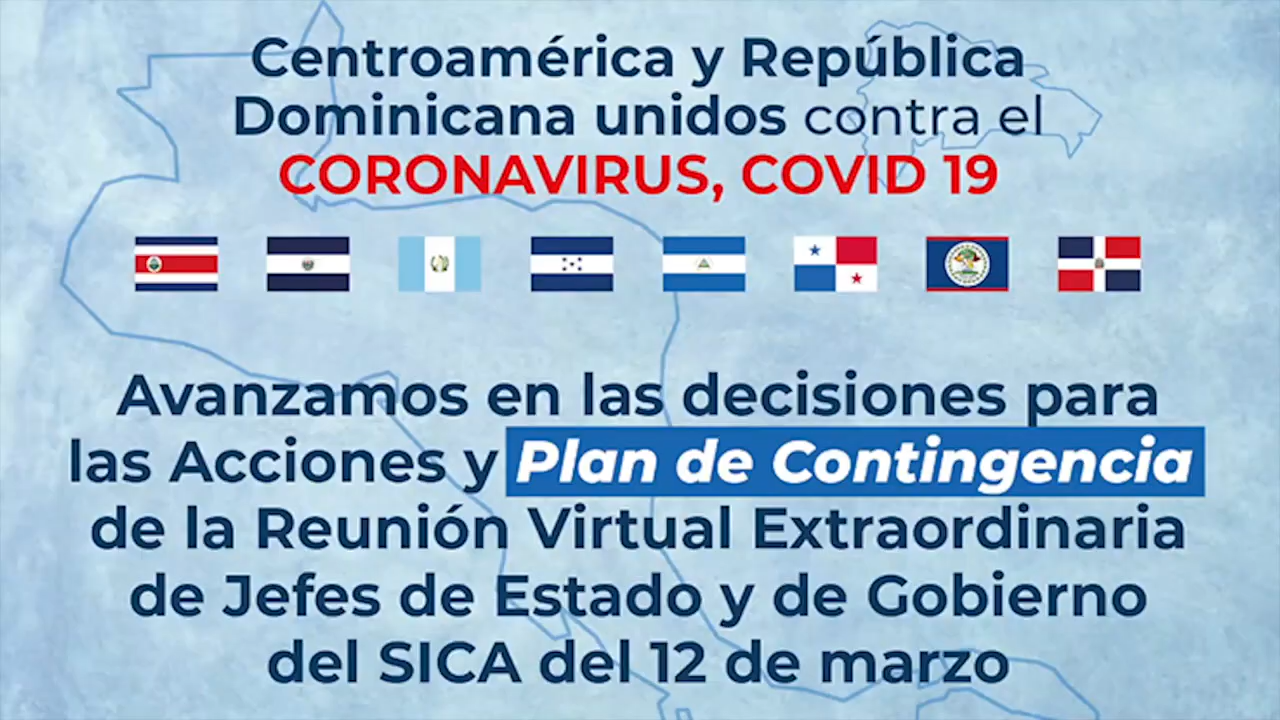 Centroamérica y República
Dominicana unidos contra el
CORONAVIRUS, COVID 19
Avanzamos en las decisiones para
las Acciones y Plan de Contingencia
de la Reunión Virtual Extraordinaria
de Jefes de Estado y de Gobierno
del SICA del 12 de marzo